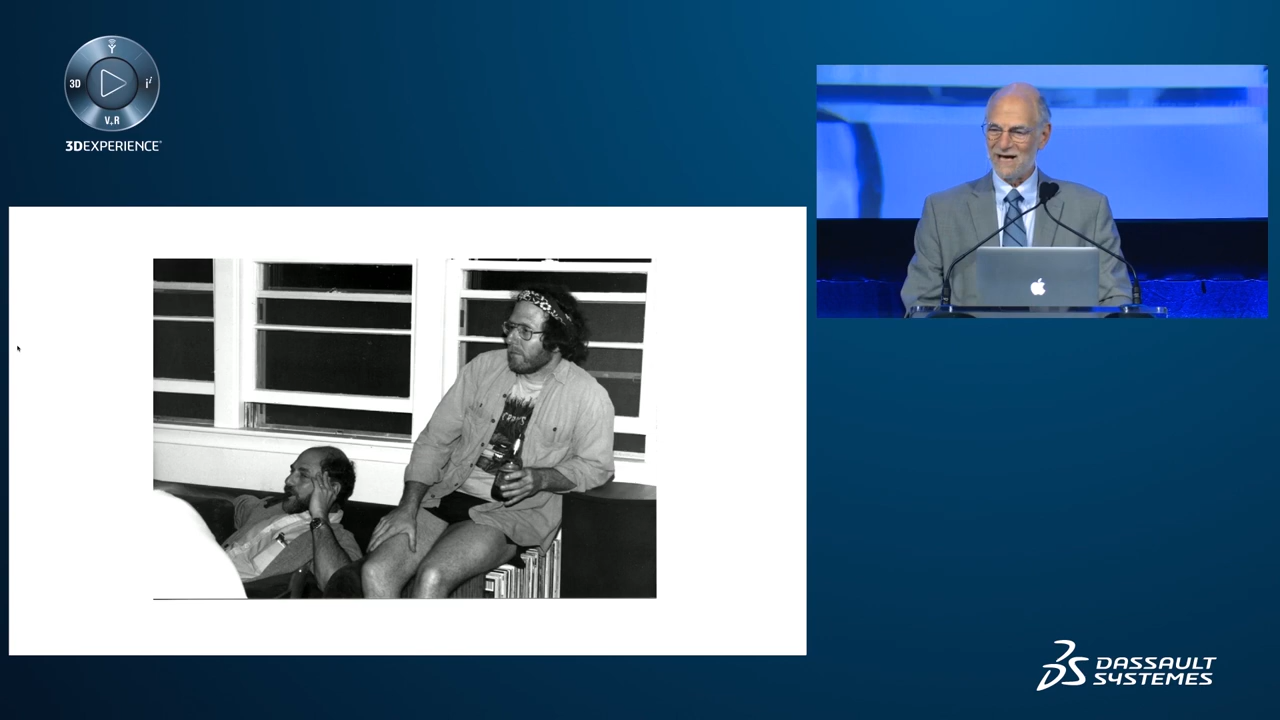 3D
i
V,R
3DEXPERIENCE
DASSAULT
SYSTEMES